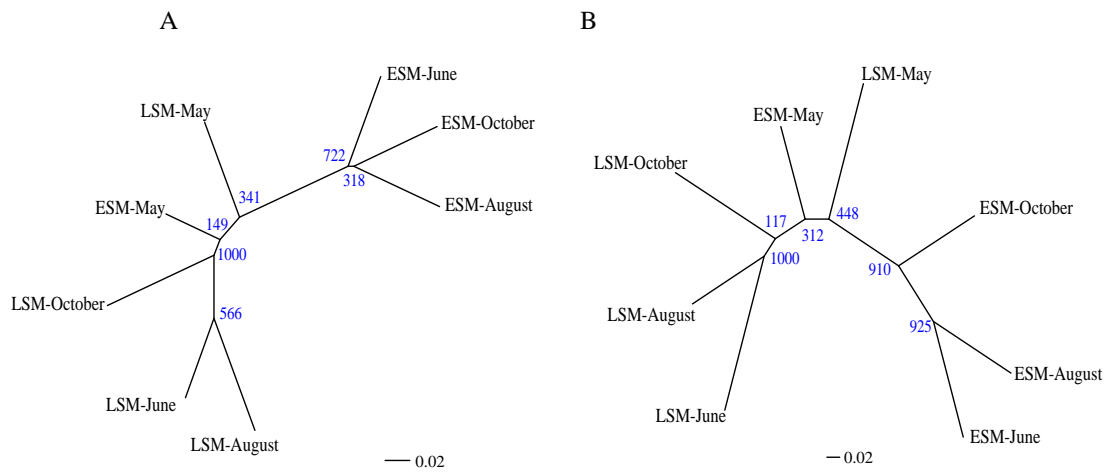 A
B
ESM-June
LSM-May
ESM-October
722
318
341
ESM-May
149
ESM-August
1000
LSM-October
566
LSM-June
LSM-August
0.02
LSM-May
ESM-May
LSM-October
ESM-October
117
448
312
1000
910
LSM-August
925
ESM-August
LSM-June
ESM-June
0.02